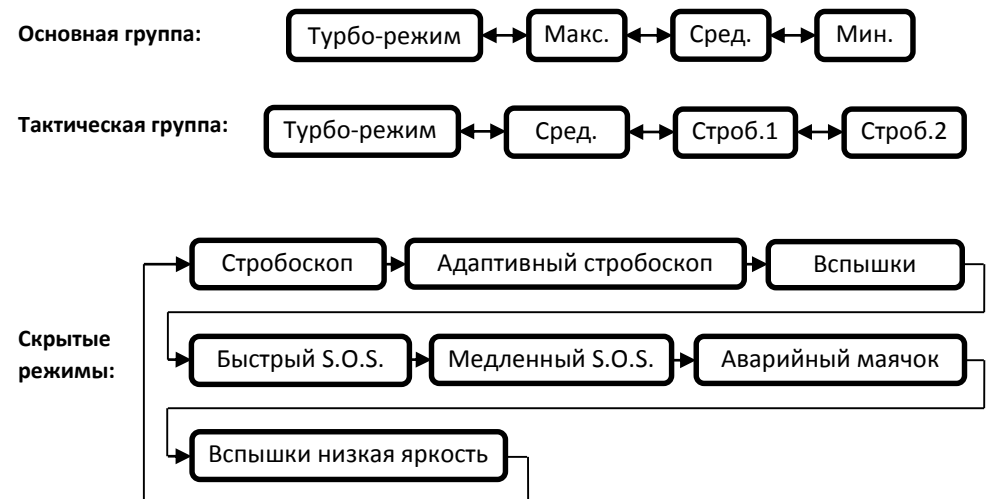 Основная группа: Турбо-режим Макс. Сред. Мин.
Тактическая группа: Турбо-режим Сред. Строб.1 Строб.2
Стробоскоп Адаптивный стробоскоп Вспышки
Скрытые
режимы:
Быстрый S.O.S. Медленный S.O.S. Аварийный маячок
Вспышки низкая яркость